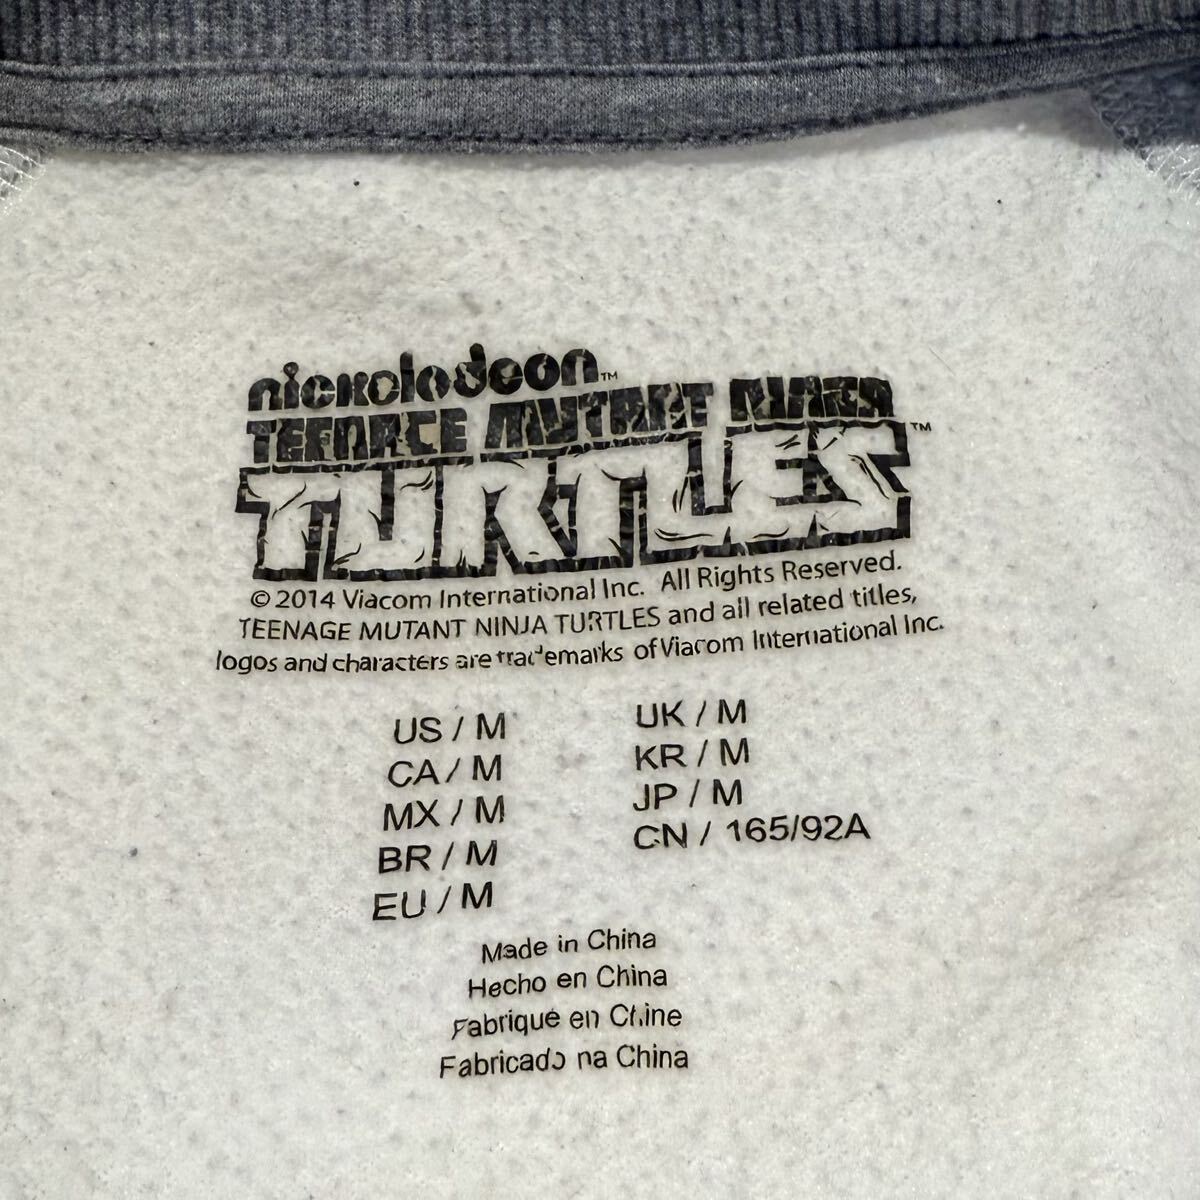 nickelodeon™
TEENAGE MUTANT NINJA
TURTLES™
© 2014 Viacom International Inc. All Rights Reserved.
TEENAGE MUTANT NINJA TURTLES and all related titles,
logos and characters are trademarks of Viacom International Inc.
US / M
CA / M
MX / M
BR / M
EU / M
UK / M
KR / M
JP / M
CN / 165/92A
Made in China
Hecho en China
Fabriqué en Chine
Fabricado na China